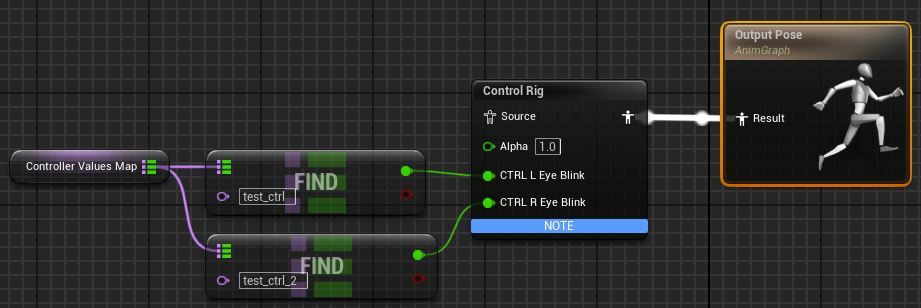 Output Pose
AnimGraph
Control Rig
Source
Result
Alpha 1.0
Controller Values Map
FIND
CTRL L Eye Blink
test_ctrl
CTRL R Eye Blink
NOTE
FIND
test_ctrl_2